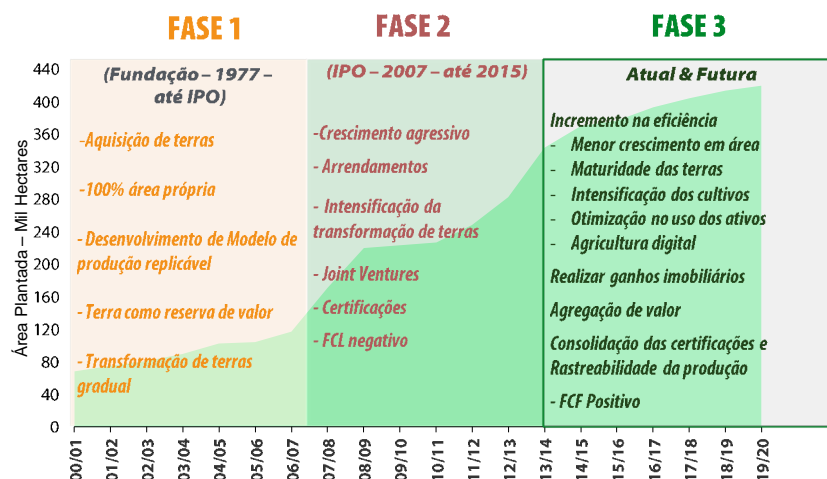 FASE 1
FASE 2
FASE 3
(Fundação – 1977 –
até IPO)
(IPO – 2007 – até 2015)
Atual & Futura
Área Plantada – Mil Hectares
440
400
360
320
280
240
200
160
120
80
40
0
-Aquisição de terras
-100% área própria
- Desenvolvimento de Modelo de
produção replicável
- Terra como reserva de valor
- Transformação de terras
gradual
-Crescimento agressivo
- Arrendamentos
- Intensificação da
transformação de terras
- Joint Ventures
- Certificações
- FCL negativo
Incremento na eficiência
- Menor crescimento em área
- Maturidade das terras
- Intensificação dos cultivos
- Otimização no uso dos ativos
- Agricultura digital
Realizar ganhos imobiliários
Agregação de valor
Consolidação das certificações e
Rastreabilidade da produção
- FCF Positivo
00/01
01/02
02/03
03/04
04/05
05/06
06/07
07/08
08/09
09/10
10/11
11/12
12/13
13/14
14/15
15/16
16/17
17/18
18/19
19/20